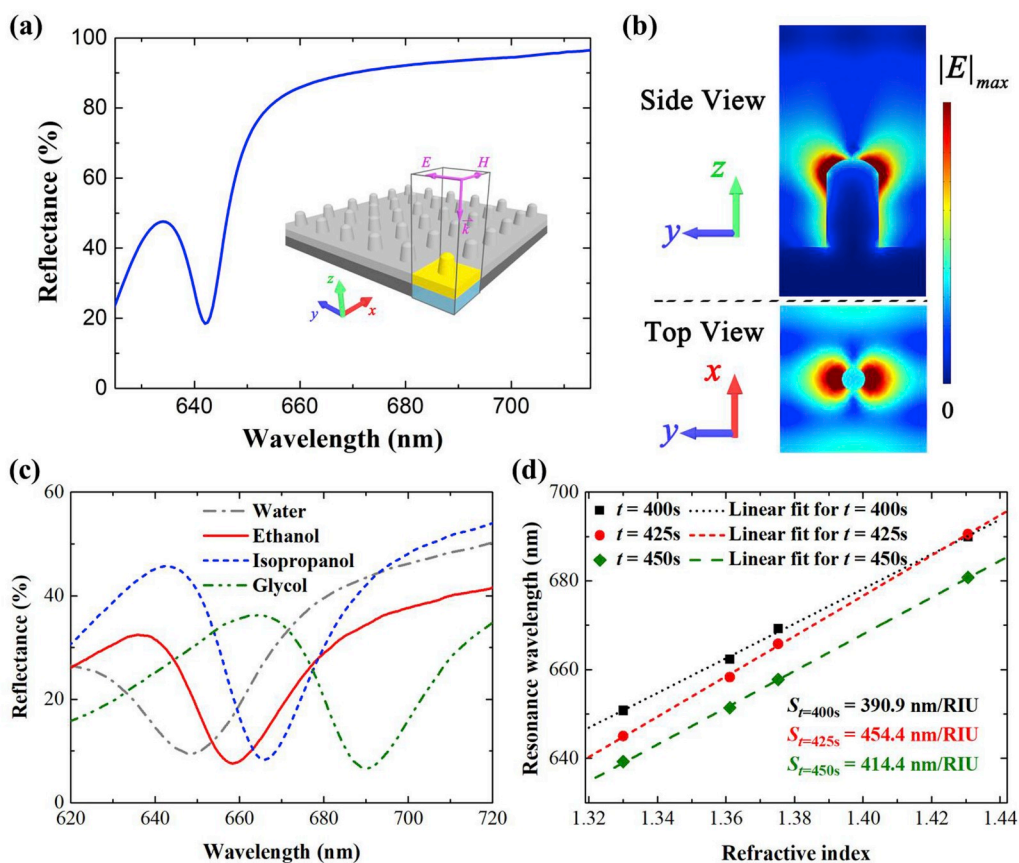 (a)
100
80
60
40
20
0
Reflectance (%)
640
660
680
700
Wavelength (nm)
E
H
k
z
y
x
(b)
Side View
z
y
Top View
x
y
|E|max
0
(c)
60
40
20
0
Reflectance (%)
Water
Ethanol
Isopropanol
Glycol
620
640
660
680
700
720
Wavelength (nm)
(d)
700
680
660
640
Resonance wavelength (nm)
t = 400s Linear fit for t = 400s
t = 425s Linear fit for t = 425s
t = 450s Linear fit for t = 450s
St=400s = 390.9 nm/RIU
St=425s = 454.4 nm/RIU
St=450s = 414.4 nm/RIU
1.32
1.34
1.36
1.38
1.40
1.42
1.44
Refractive index